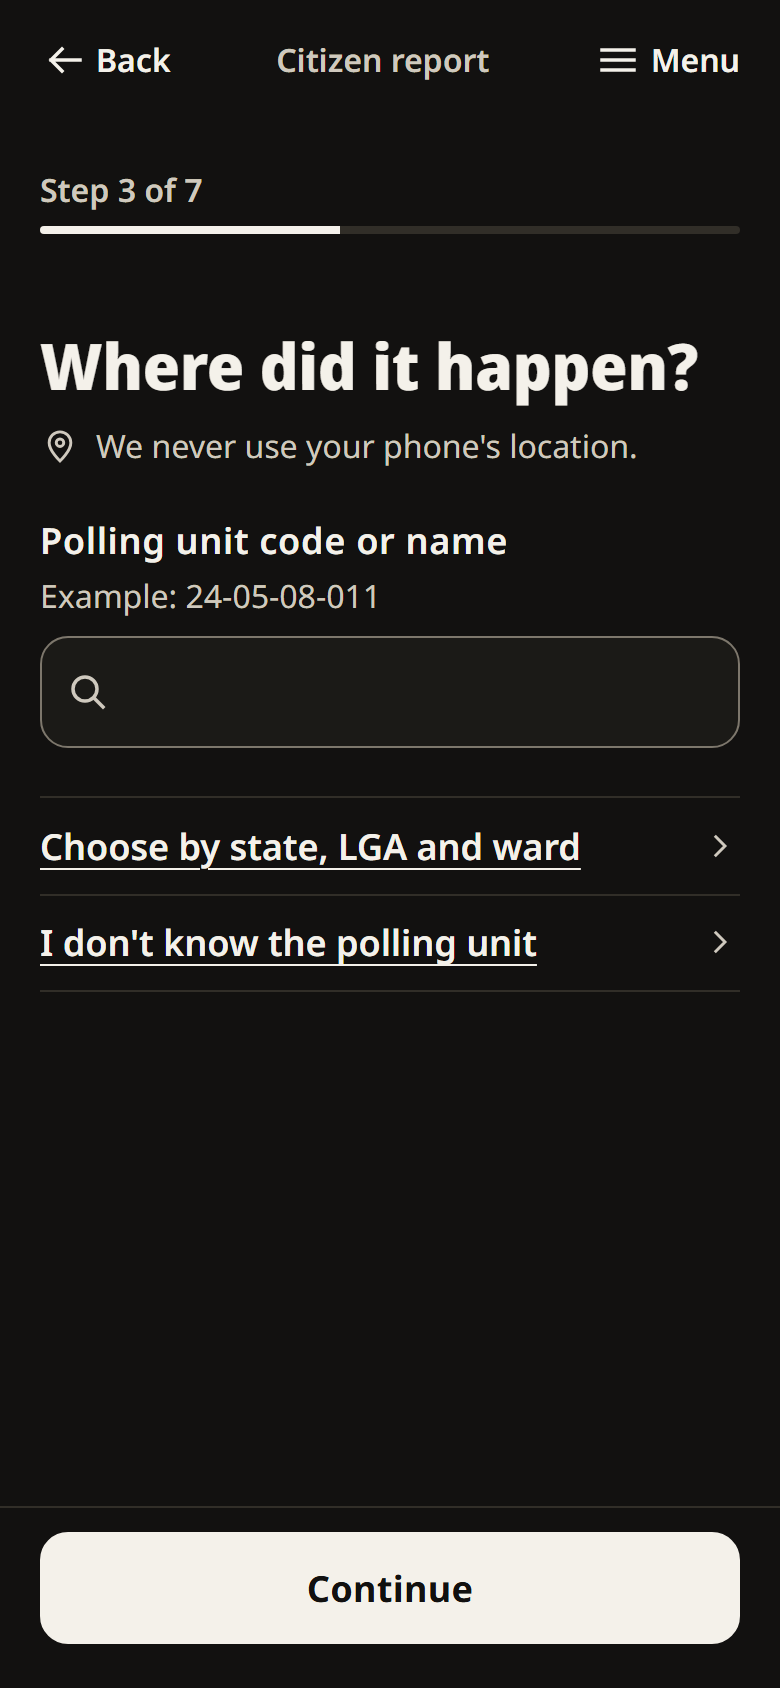 Back
Citizen report
Menu
Step 3 of 7
Where did it happen?
We never use your phone's location.
Polling unit code or name
Example: 24-05-08-011
Choose by state, LGA and ward
I don't know the polling unit
Continue